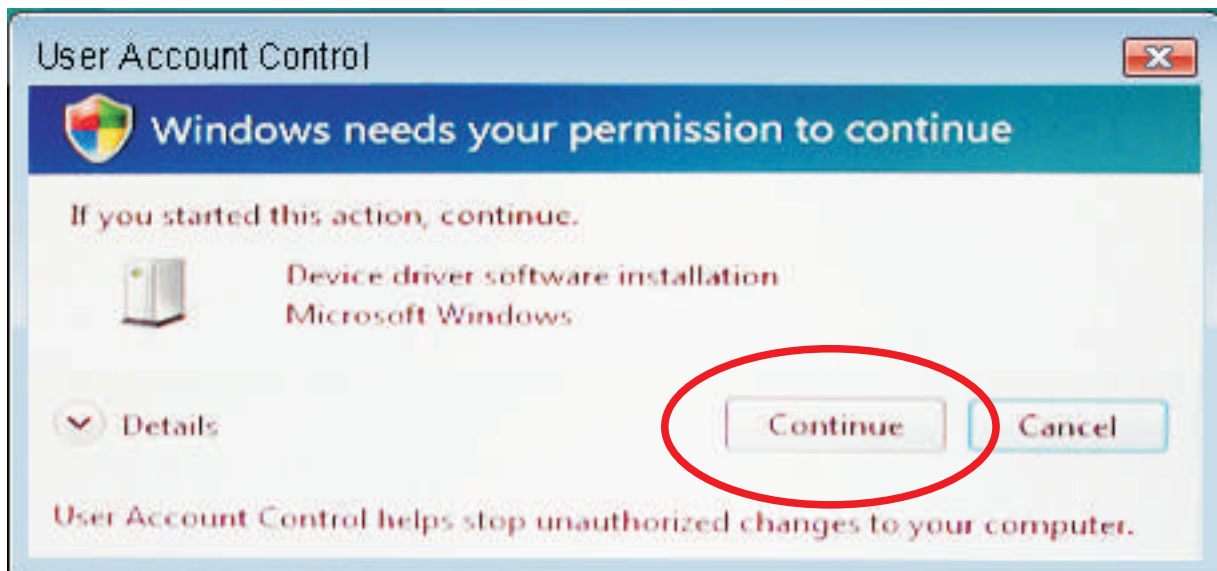 User Account Control
Windows needs your permission to continue
If you started this action, continue.
Device driver software installation
Microsoft Windows
Details
Continue
Cancel
User Account Control helps stop unauthorized changes to your computer.